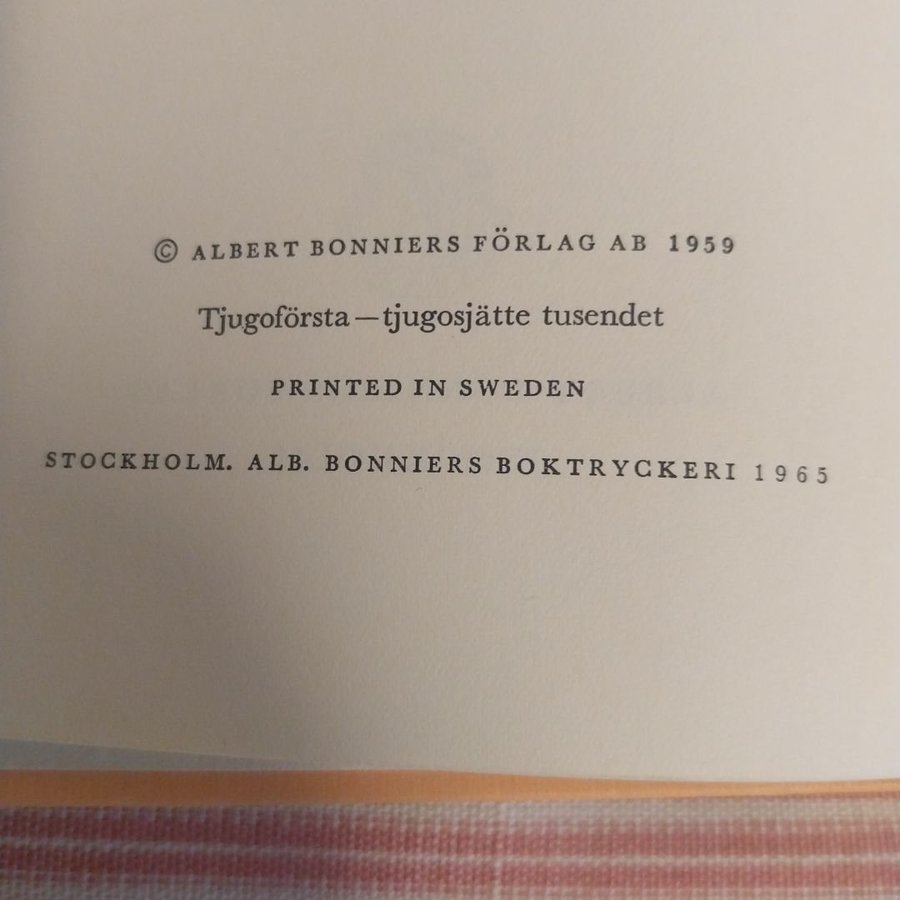 © ALBERT BONNIERS FÖRLAG AB 1959
Tjugoförsta—tjugosjätte tusendet
PRINTED IN SWEDEN
STOCKHOLM. ALB. BONNIERS BOKTRYCKERI 1965